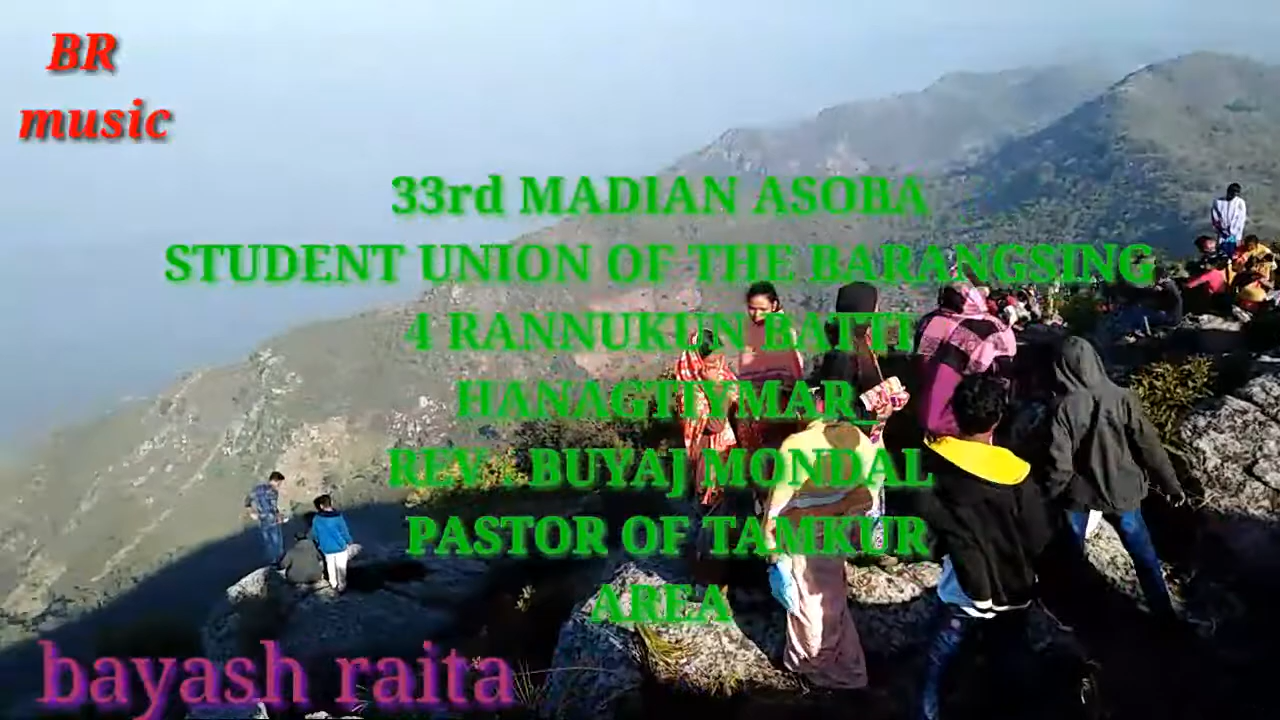 BR
music
33rd MADIAN ASOBA
STUDENT UNION OF THE BARANGSING
4 RANNUKUN BATTI
HANAGTIYMAR_
REV . BUYAJ MONDAL
PASTOR OF TAMKUR
AREA
bayash raita